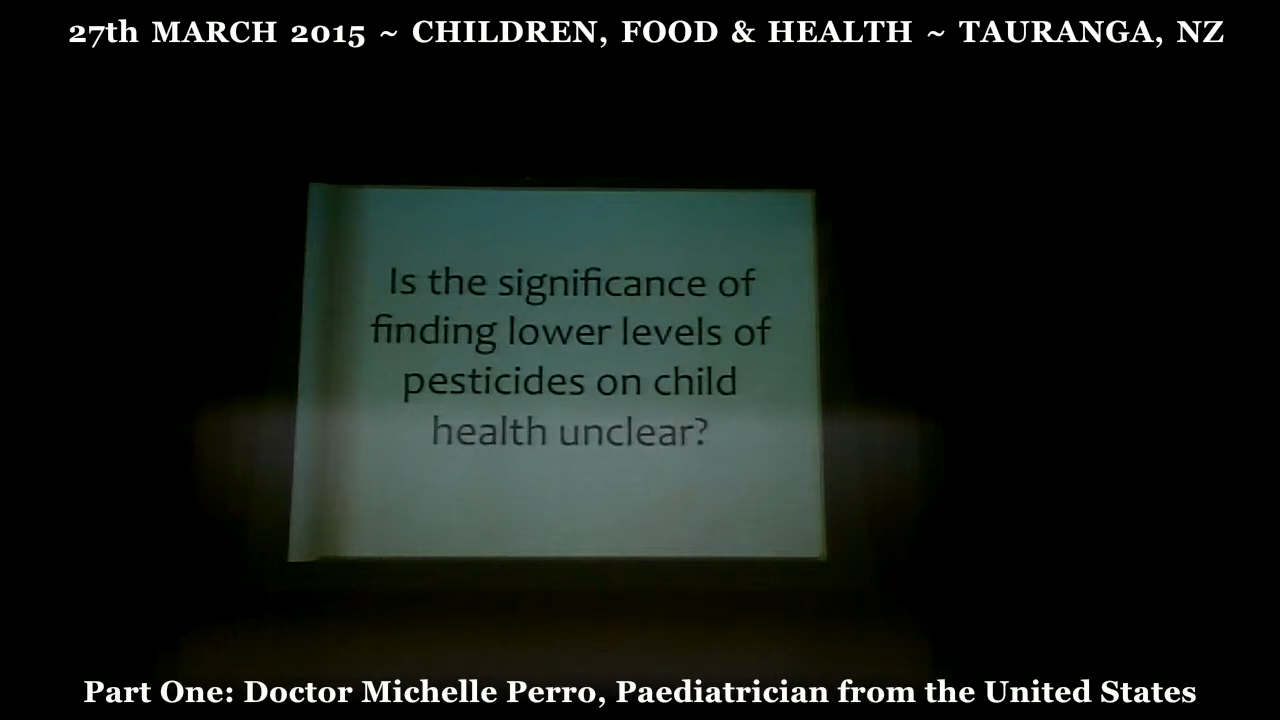 27th MARCH 2015 ~ CHILDREN, FOOD & HEALTH ~ TAURANGA, NZ
Is the significance of
finding lower levels of
pesticides on child
health unclear?
Part One: Doctor Michelle Perro, Paediatrician from the United States